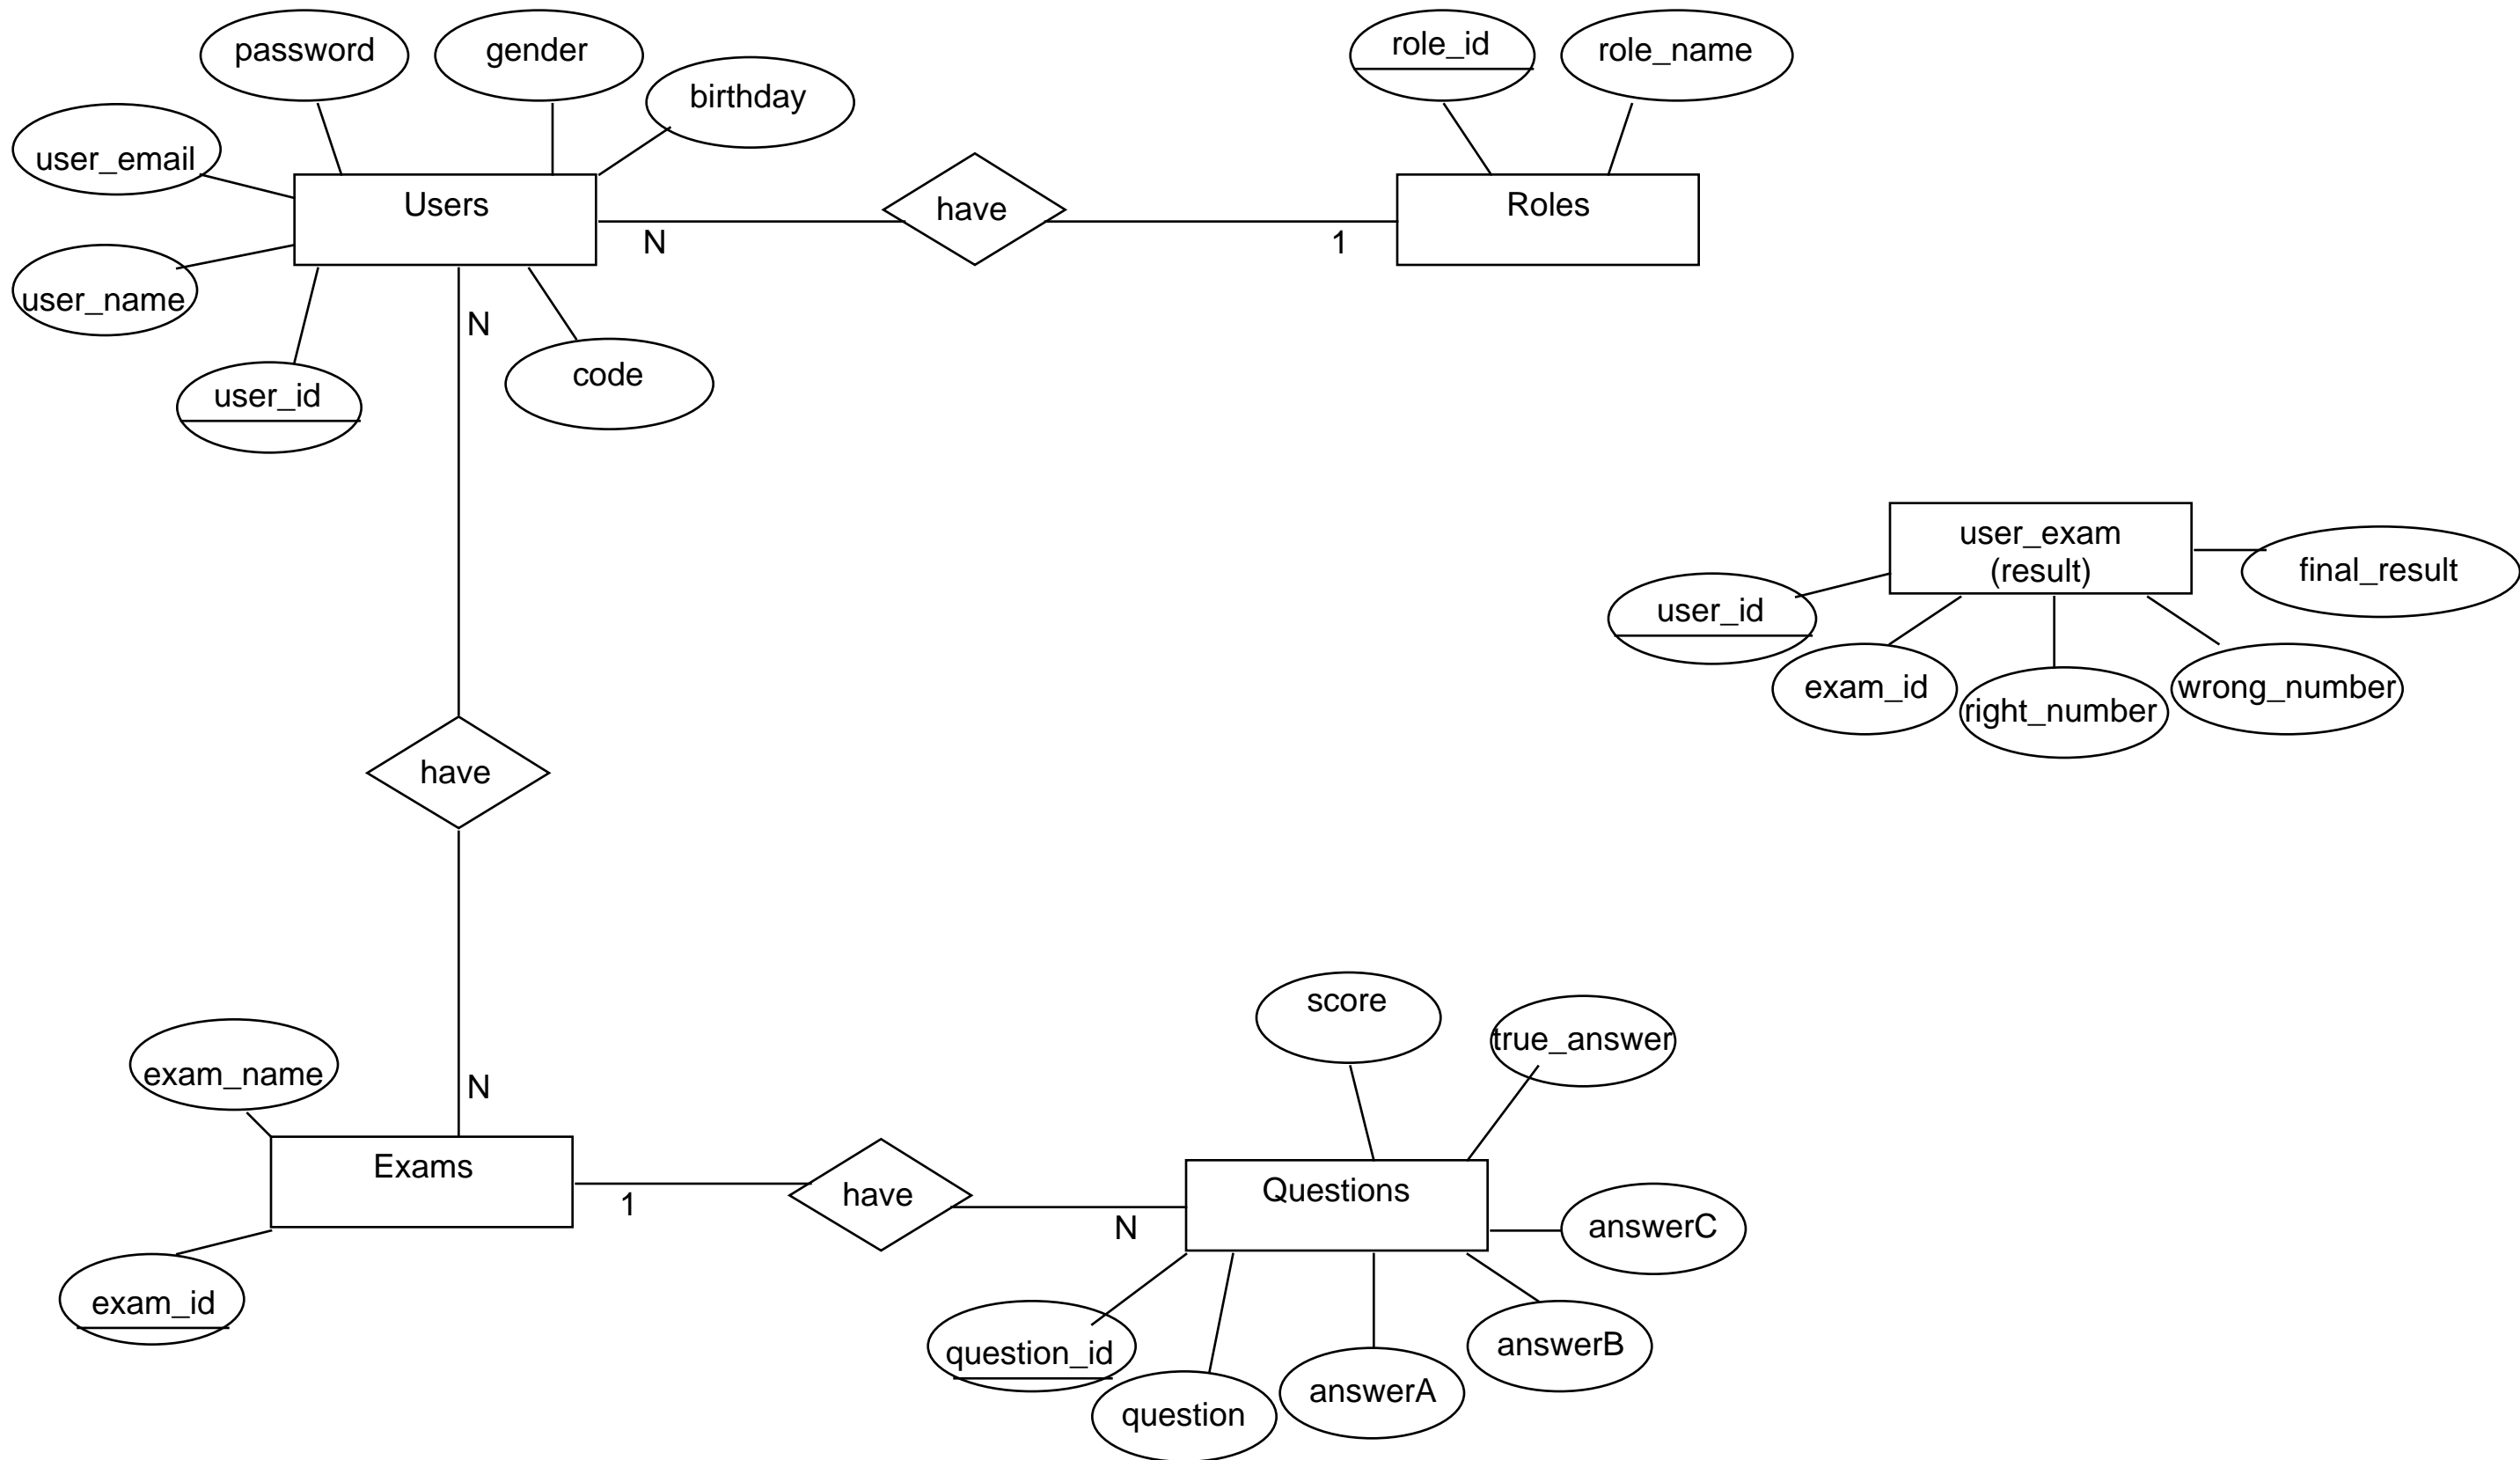 password
gender
role_id
role_name
birthday
user_email
Users
have
Roles
N
1
user_name
N
code
user_id
user_exam
(result)
final_result
user_id
exam_id
right_number
wrong_number
have
score
true_answer
exam_name
N
Exams
1
have
N
Questions
answerC
exam_id
question_id
answerB
answerA
question